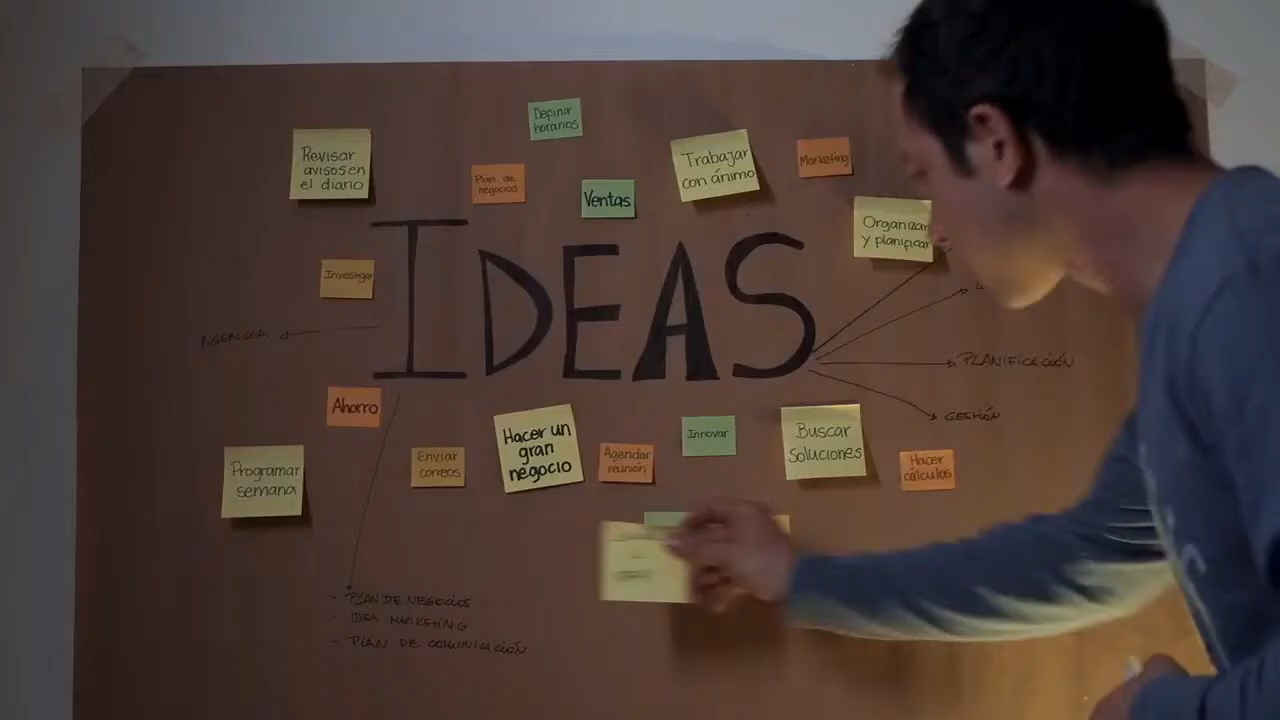 Definir
horarios
Revisar
avisos en
el diario
Plan de
negocios
Ventas
Trabajar
con ánimo
Marketing
Organizar
y planificar
Investigar
IDEAS
PLANIFICACIÓN
GESTIÓN
Ahorro
Programar
semana
Enviar
correos
Hacer un
gran
negocio
Agendar
reunión
Innovar
Buscar
Soluciones
Hacer
cálculos
- PLAN DE NEGOCIOS
- IDEA MARKETING
- PLAN DE COMUNICACIÓN